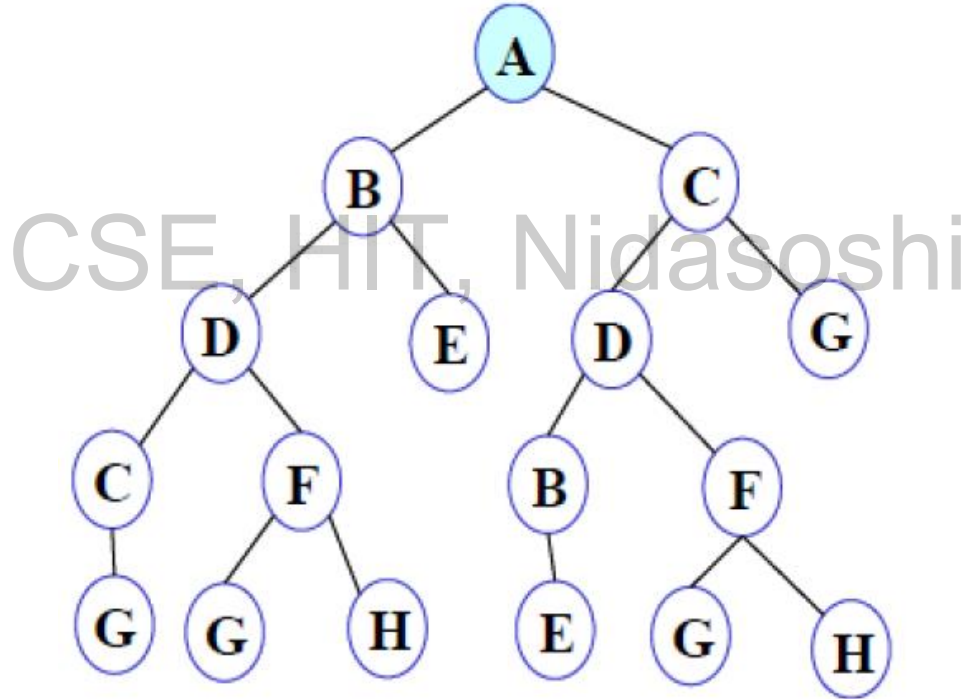 A
B C
CSE, HIT, Nidasoshi
D E D G
C F B F
G G H E G H